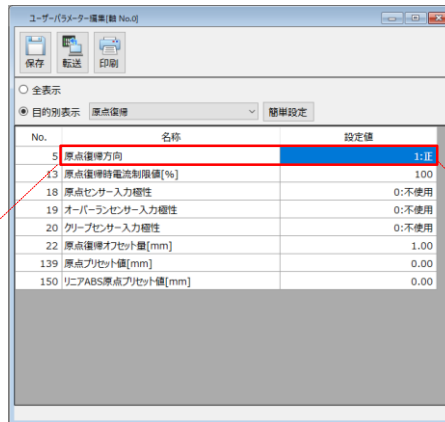 ユーザーパラメーター編集[軸 No.0]
保存 転送 印刷
全表示
目的別表示 原点復帰 簡単設定
No. 名称 設定値
5 原点復帰方向 1:正
13 原点復帰時電流制限値[%] 100
18 原点センサー入力極性 0:不使用
19 オーバーランセンサー入力極性 0:不使用
20 クリープセンサー入力極性 0:不使用
22 原点復帰オフセット量[mm] 1.00
139 原点プリセット値[mm] 0.00
150 リニアABS原点プリセット値[mm] 0.00